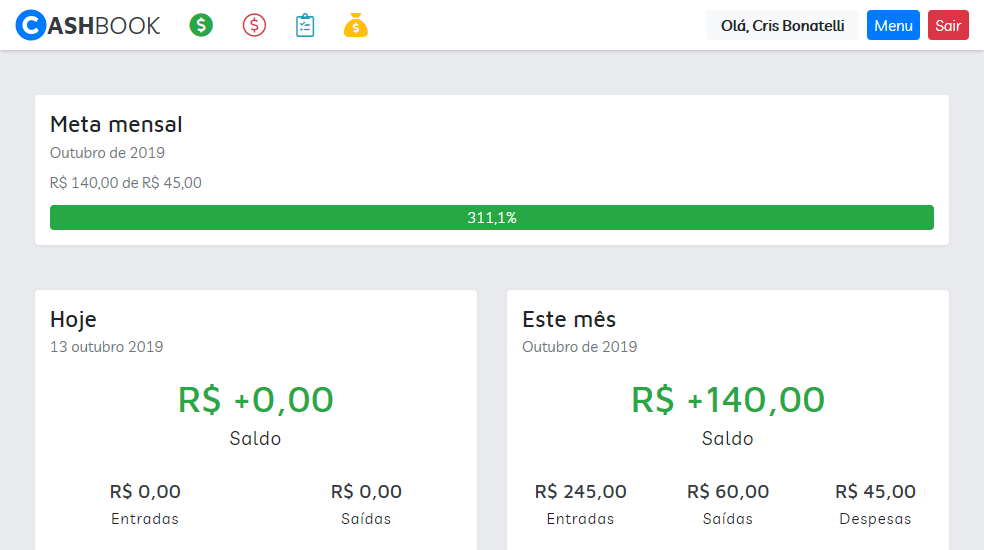 CASHBOOK
Olá, Cris Bonatelli
Menu
Sair
Meta mensal
Outubro de 2019
R$ 140,00 de R$ 45,00
311,1%
Hoje
13 outubro 2019
R$ +0,00
Saldo
R$ 0,00 R$ 0,00
Entradas Saídas
Este mês
Outubro de 2019
R$ +140,00
Saldo
R$ 245,00 R$ 60,00 R$ 45,00
Entradas Saídas Despesas